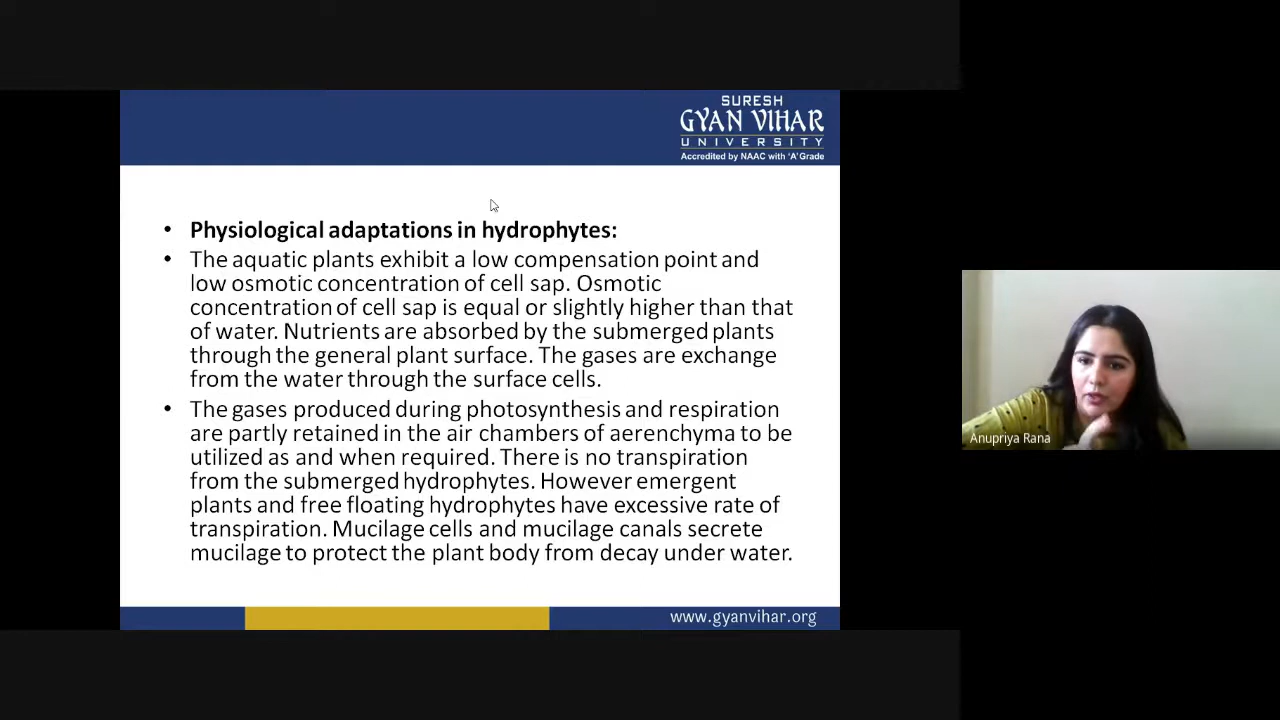 SURESH
GYAN VIHAR
UNIVERSITY
Accredited by NAAC with 'A' Grade
• Physiological adaptations in hydrophytes:
• The aquatic plants exhibit a low compensation point and
low osmotic concentration of cell sap. Osmotic
concentration of cell sap is equal or slightly higher than that
of water. Nutrients are absorbed by the submerged plants
through the general plant surface. The gases are exchange
from the water through the surface cells.
• The gases produced during photosynthesis and respiration
are partly retained in the air chambers of aerenchyma to be
utilized as and when required. There is no transpiration
from the submerged hydrophytes. However emergent
plants and free floating hydrophytes have excessive rate of
transpiration. Mucilage cells and mucilage canals secrete
mucilage to protect the plant body from decay under water.
Anupriya Rana
www.gyanvihar.org